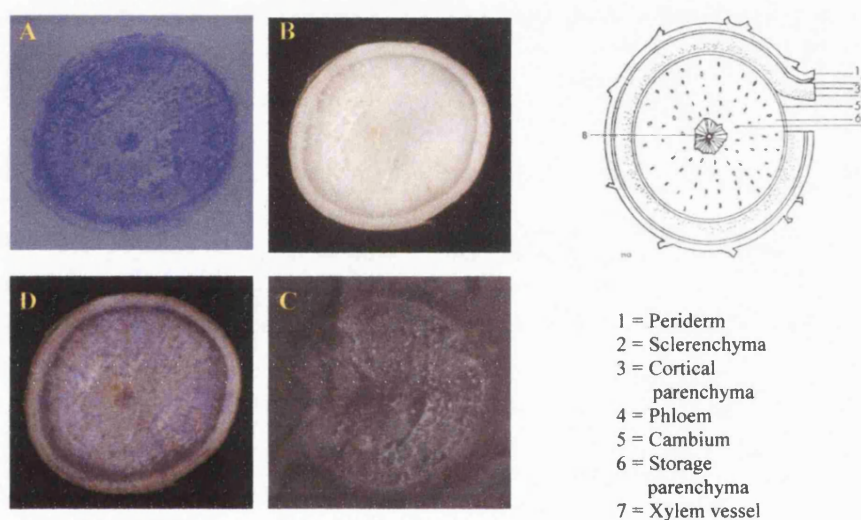 A
B
D
C
1
5
6
8
1 = Periderm
2 = Sclerenchyma
3 = Cortical
parenchyma
4 = Phloem
5 = Cambium
6 = Storage
parenchyma
7 = Xylem vessel